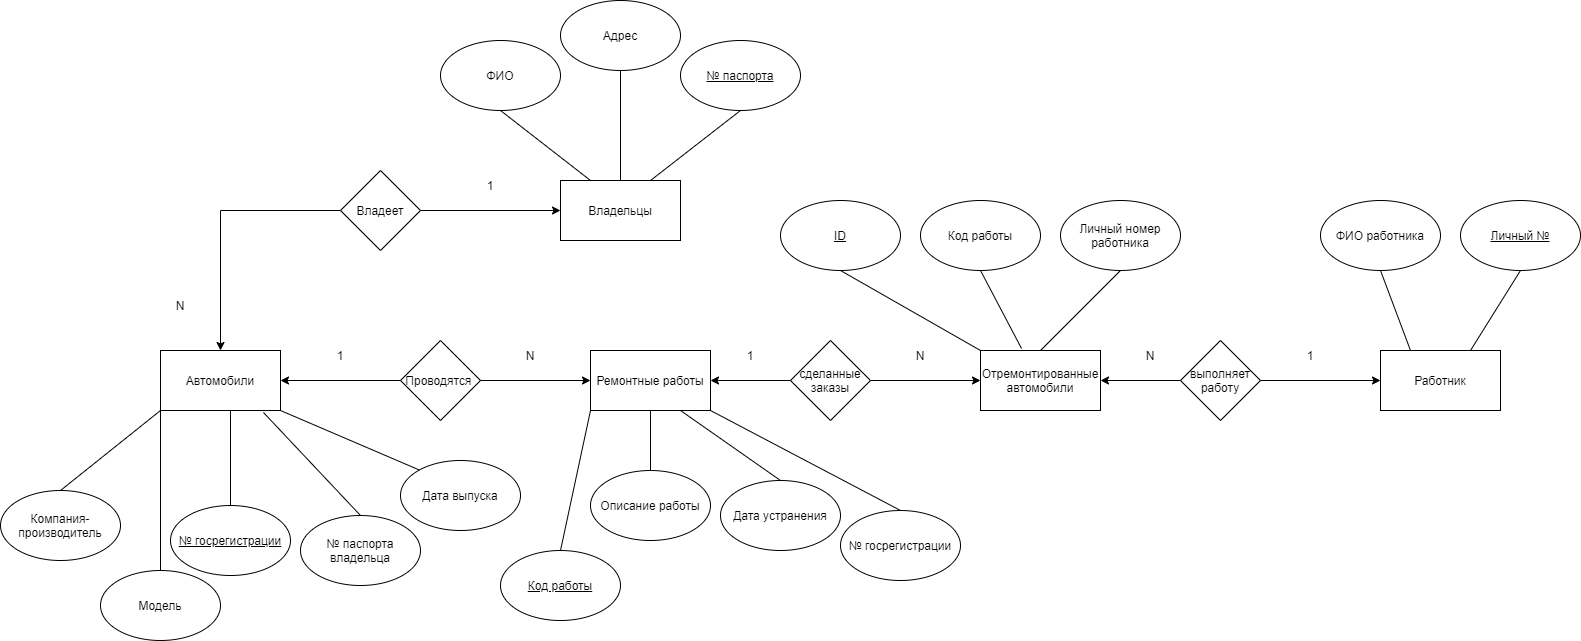 Адрес
ФИО
№ паспорта
Владеет
1
Владельцы
N
ID
Код работы
Личный номер
работника
ФИО работника
Личный №
Автомобили
1
Проводятся
N
Ремонтные работы
1
сделанные
заказы
N
Отремонтированные
автомобили
N
выполняет
работу
1
Работник
Компания-
производитель
Модель
№ госрегистрации
№ паспорта
владельца
Дата выпуска
Код работы
Описание работы
Дата устранения
№ госрегистрации